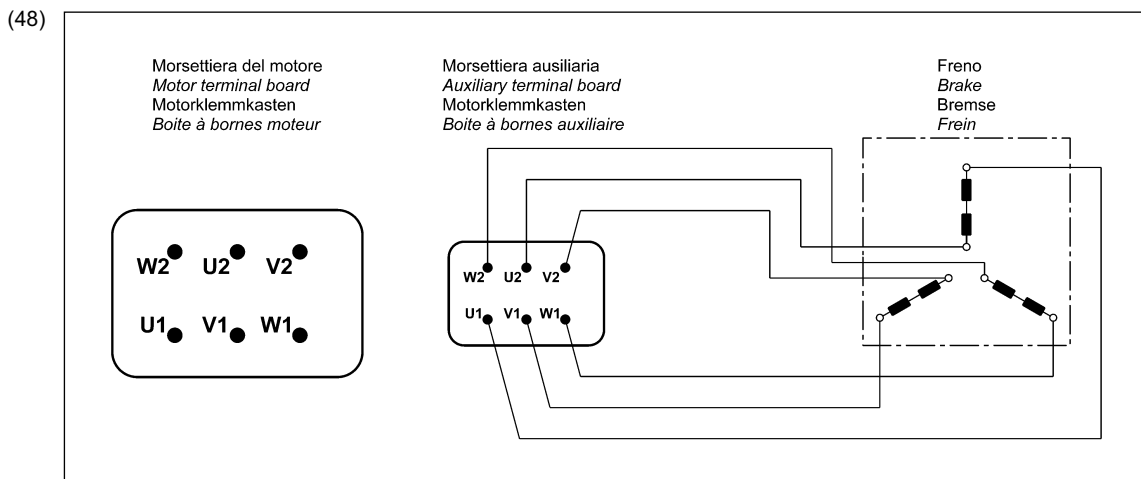 (48)
Morsettiera del motore
Motor terminal board
Motorklemmkasten
Boite à bornes moteur
Morsettiera ausiliaria
Auxiliary terminal board
Motorklemmkasten
Boite à bornes auxiliaire
Freno
Brake
Bremse
Frein
W2 U2 V2
U1 V1 W1
W2 U2 V2
U1 V1 W1